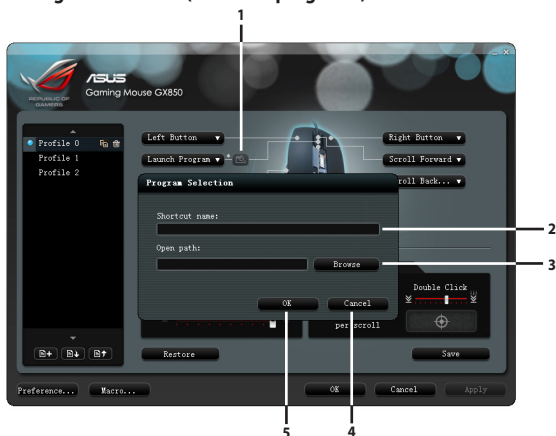 1
ASUS
REPUBLIC OF
GAMERS
Gaming Mouse GX850
Profile 0
Profile 1
Profile 2
Left Button
Launch Program
Right Button
Scroll Forward
roll Back...
Program Selection
Shortcut name:
2
Open path:
Browse
3
OK
Cancel
Double Click
per scroll
Restore
Save
Preference...
Macro...
OK
Cancel
Apply
5
4